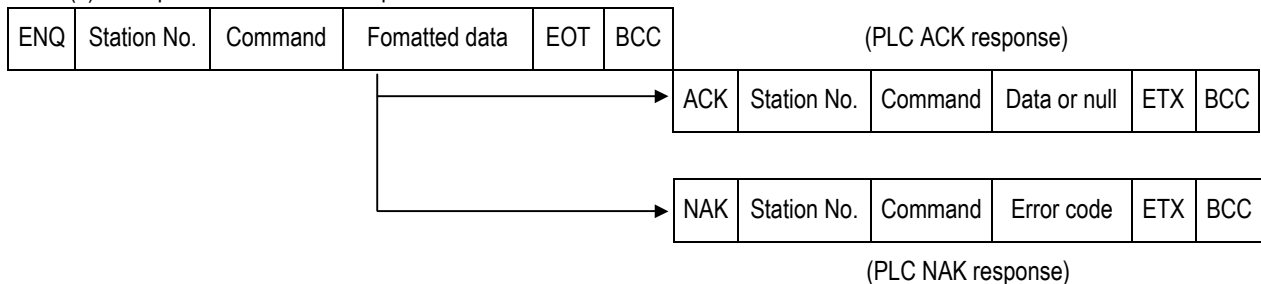 ENQ Station No. Command Fomatted data EOT BCC (PLC ACK response)
ACK Station No. Command Data or null ETX BCC
NAK Station No. Command Error code ETX BCC
(PLC NAK response)